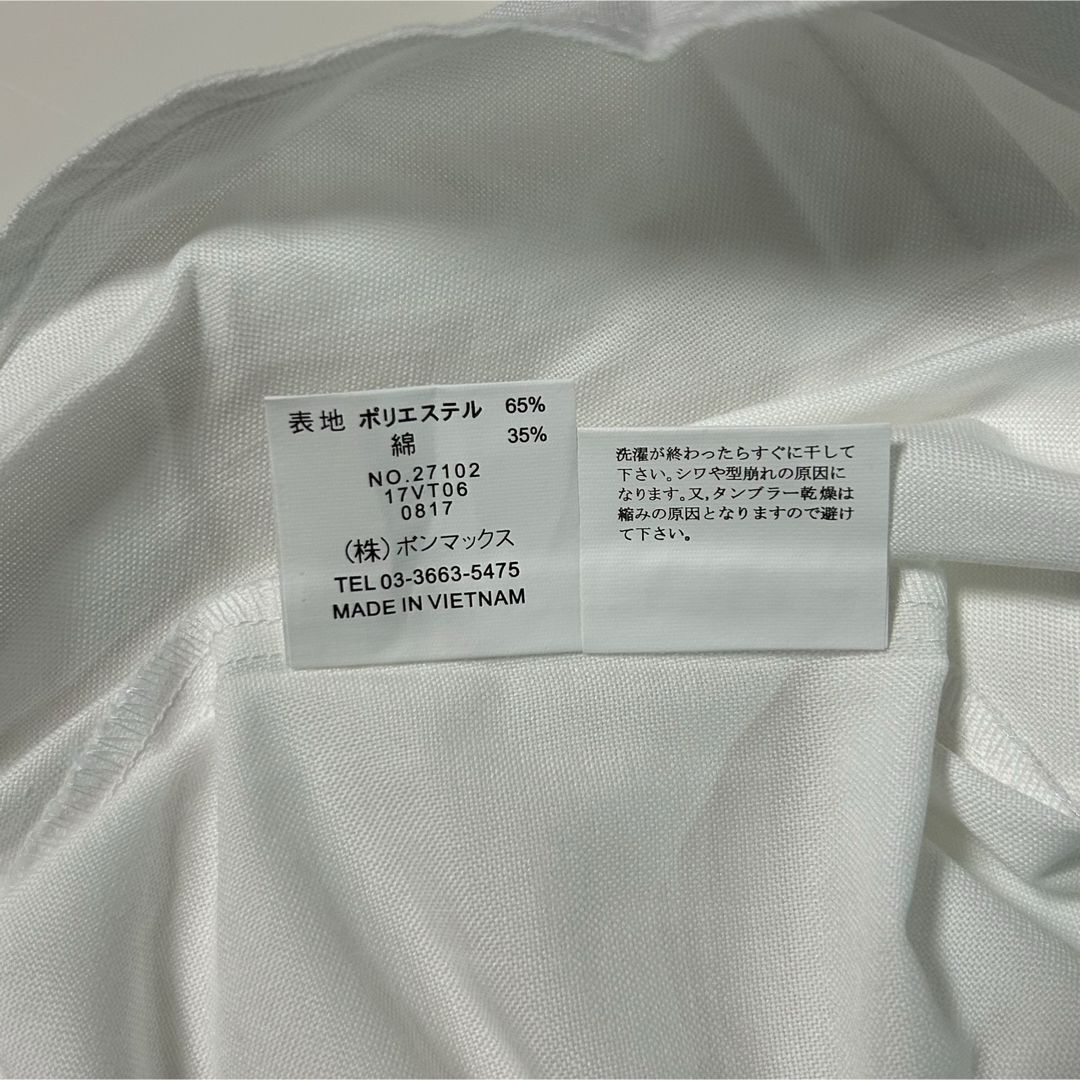 表地 ポリエステル 65%
綿 35%
NO.27102
17VT06
0817
(株)ボンマックス
TEL 03-3663-5475
MADE IN VIETNAM
洗濯が終わったらすぐに干して
下さい。シワや型崩れの原因に
なります。又,タンブラー乾燥は
縮みの原因となりますので避け
て下さい。